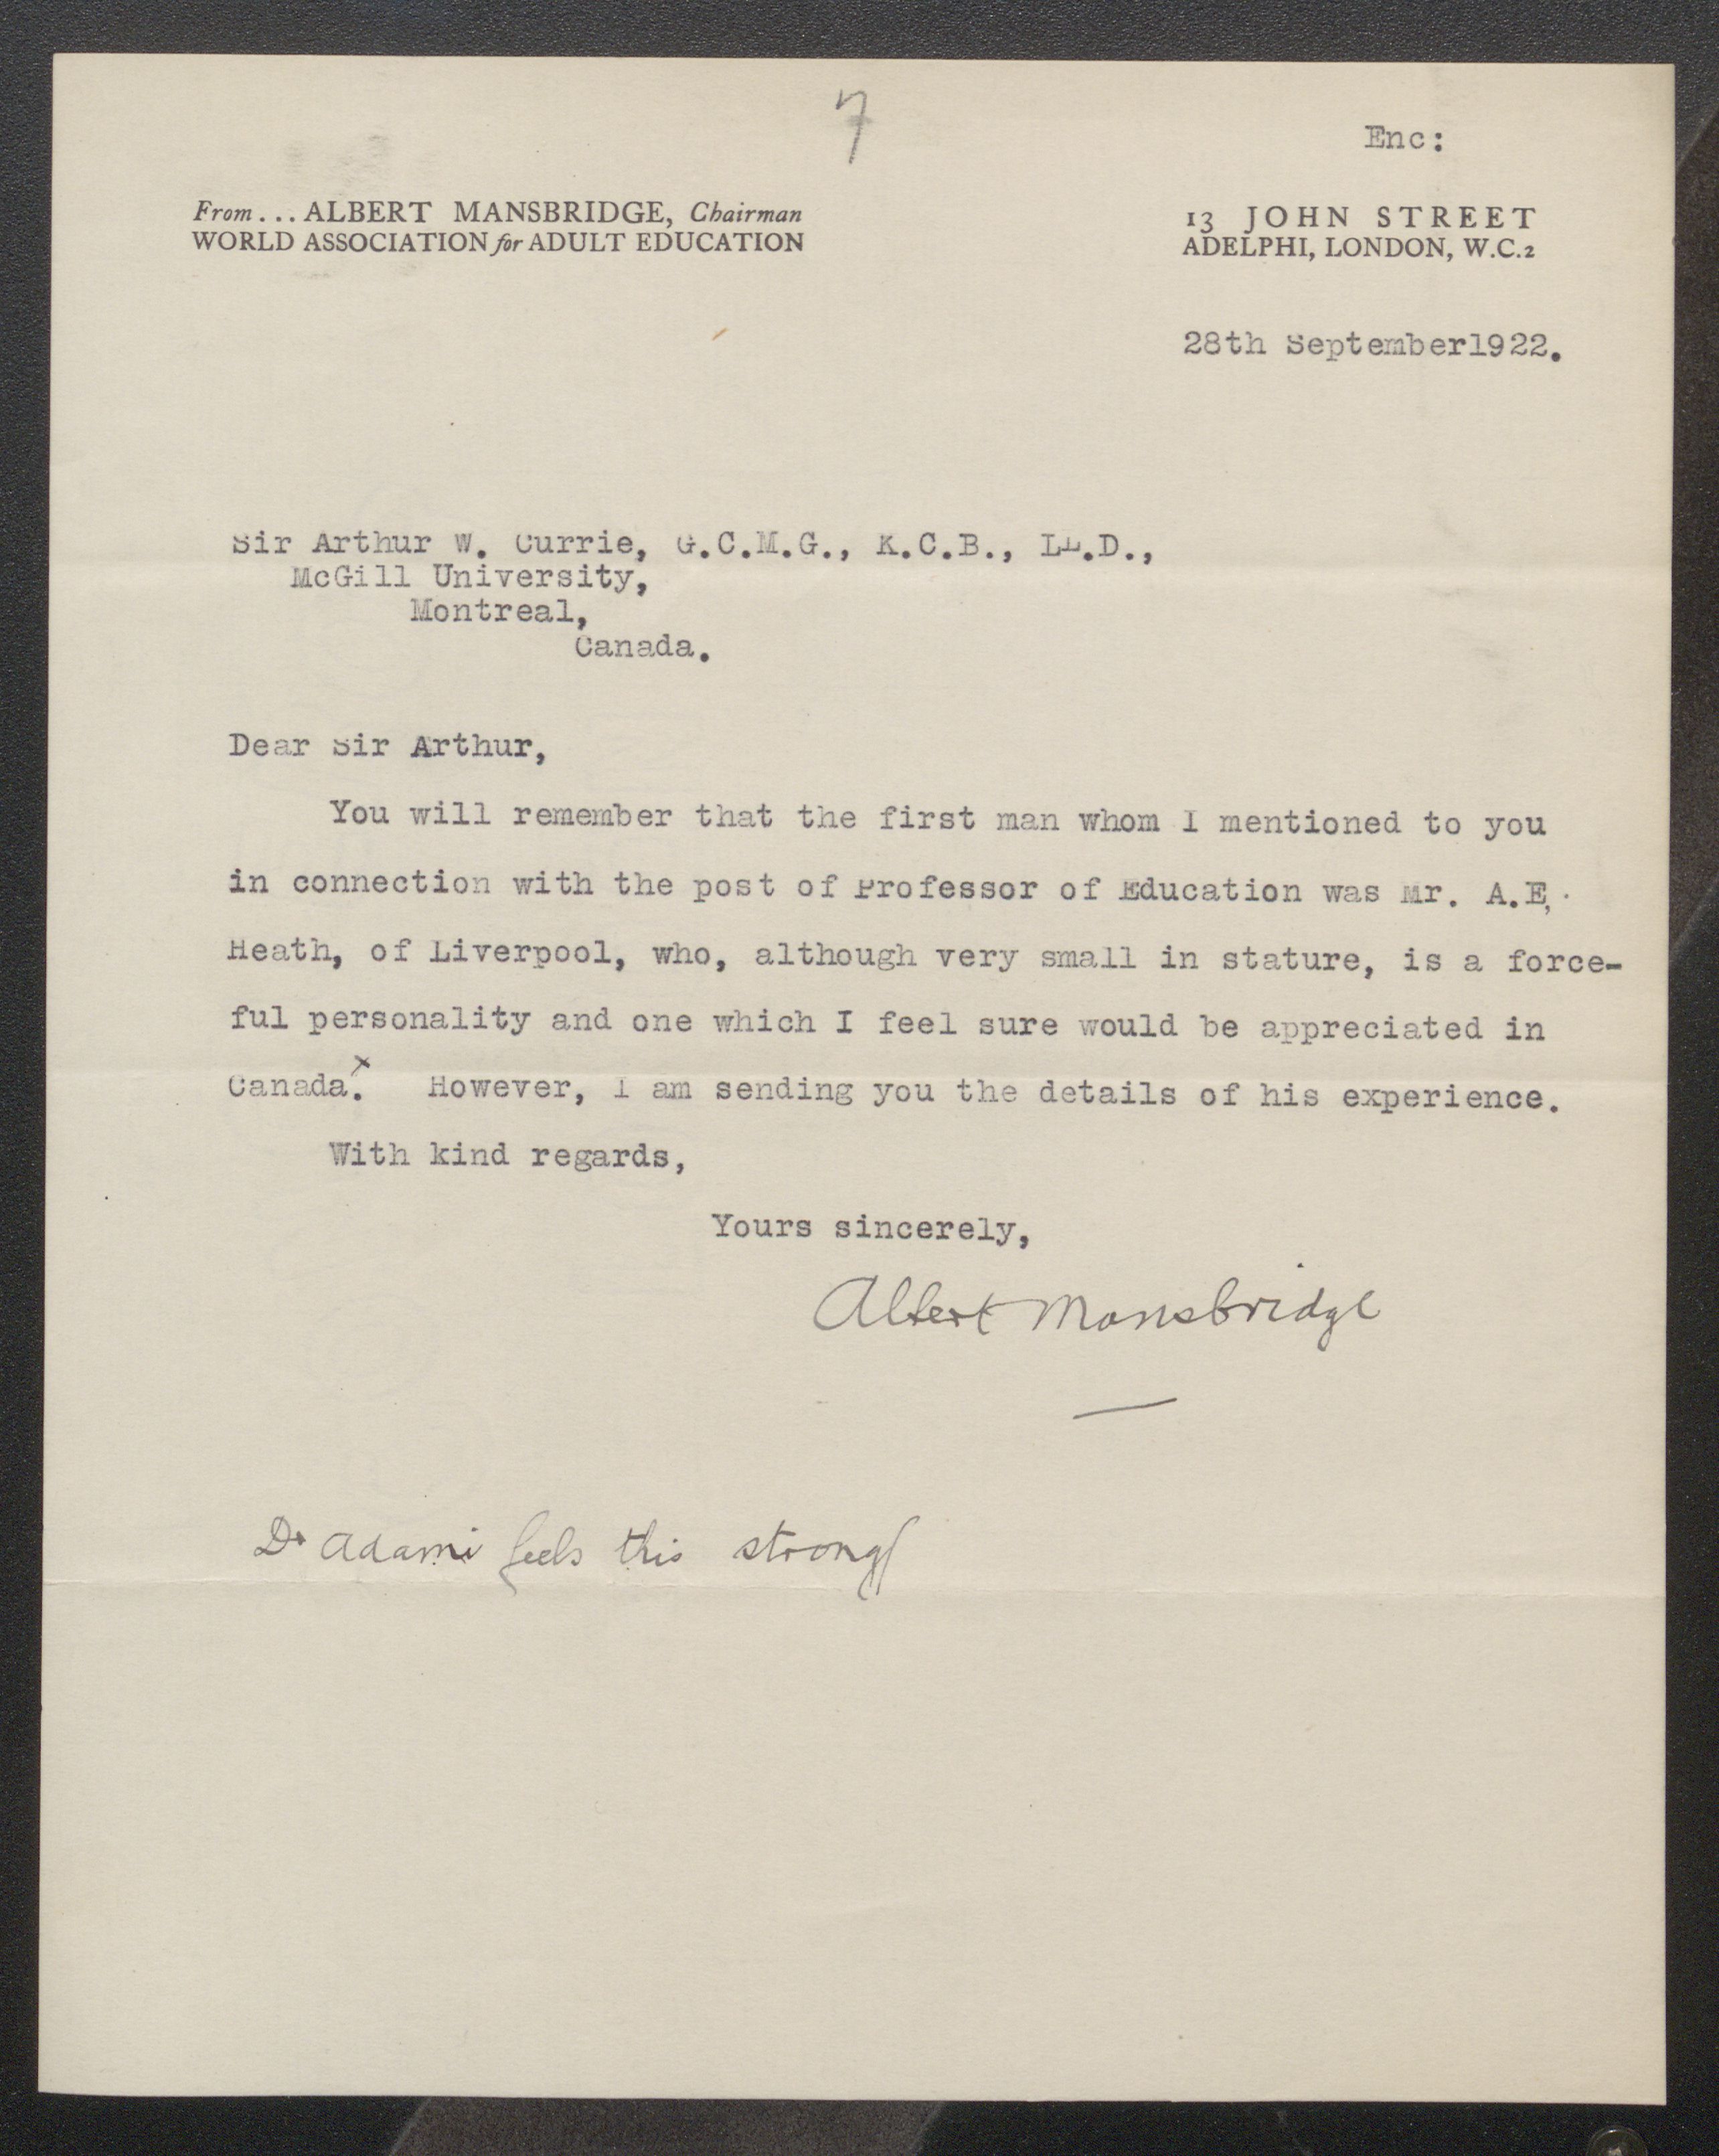 7
Enc:
From... ALBERT MANSBRIDGE, Chairman
WORLD ASSOCIATION for ADULT EDUCATION
13 JOHN STREET
ADELPHI, LONDON, W.C.2
28th September1922.
Sir Arthur W. Currie, G.C.M.G., K.C.B., LL.D.,
McGill University,
Montreal,
Canada.
Dear Sir Arthur,
You will remember that the first man whom I mentioned to you
in connection with the post of Professor of Education was Mr. A.E.
Heath, of Liverpool, who, although very small in stature, is a force-
ful personality and one which I feel sure would be appreciated in
Canada.x However, I am sending you the details of his experience.
With kind regards,
Yours sincerely,
Albert Mansbridge
Dr Adami feels this strongly